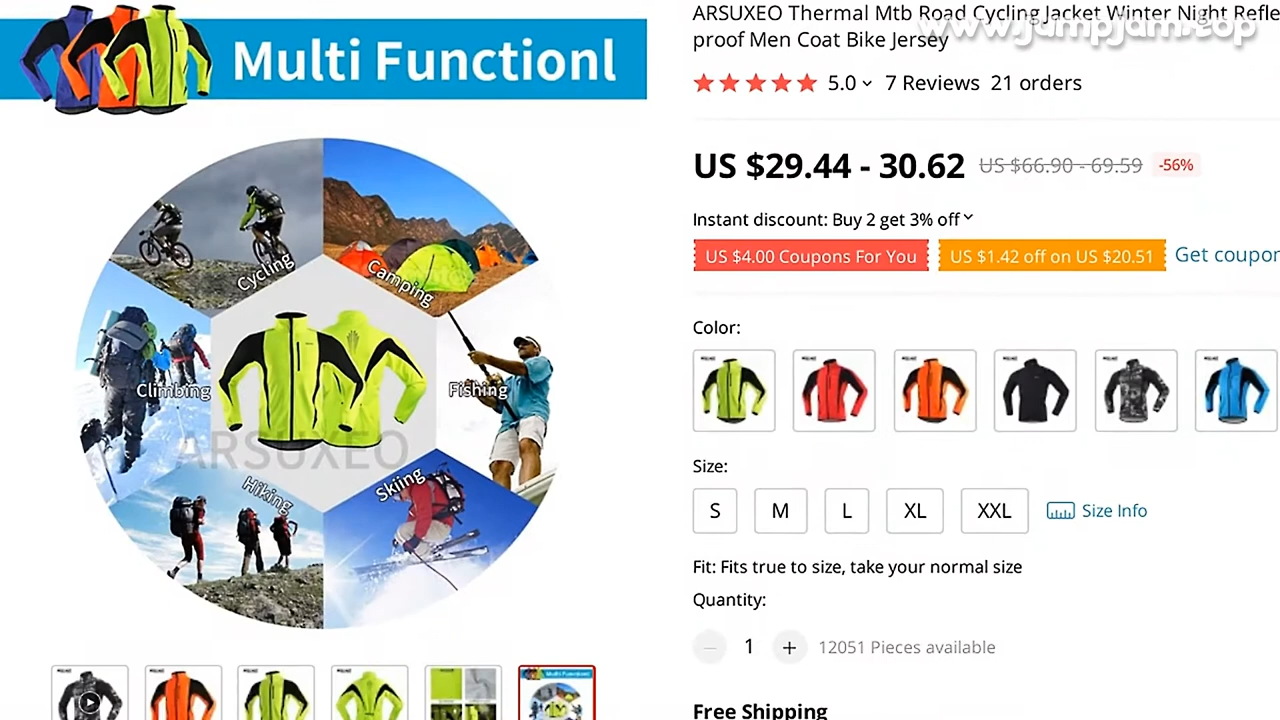 Multi Functionl
Cycling
Camping
Climbing
Fishing
ARSUXEO
Hiking
Skiing
Multi Functionl
www.jampjam.top
ARSUXEO Thermal Mtb Road Cycling Jacket Winter Night Refle
proof Men Coat Bike Jersey
5.0 7 Reviews 21 orders
US $29.44 - 30.62 US $66.90 - 69.59 -56%
Instant discount: Buy 2 get 3% off
US $4.00 Coupons For You US $1.42 off on US $20.51 Get coupon
Color:
Size:
S M L XL XXL Size Info
Fit: Fits true to size, take your normal size
Quantity:
1 + 12051 Pieces available
Free Shipping